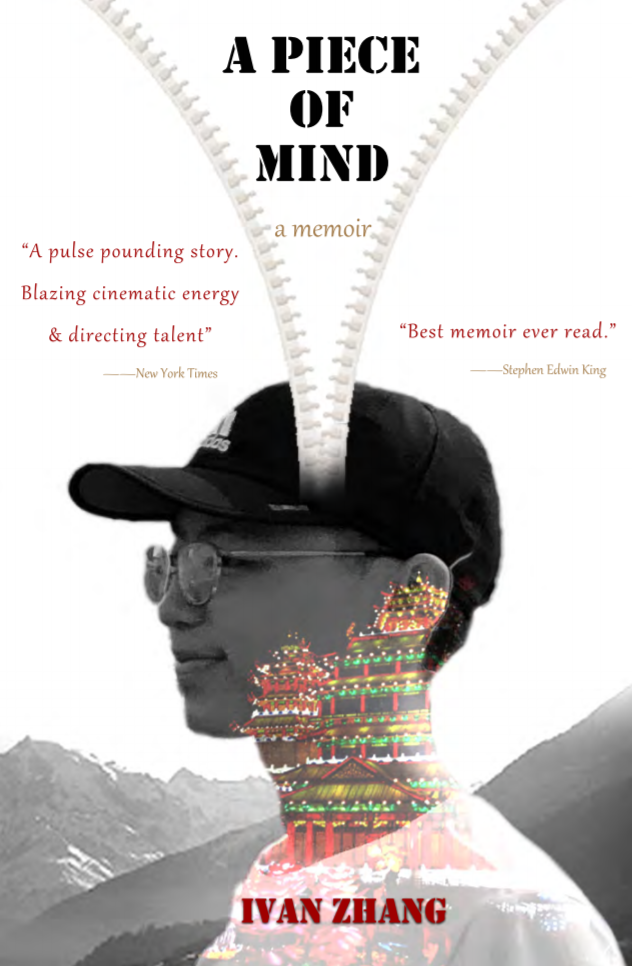 A PIECE
OF
MIND
a memoir
“A pulse pounding story.
Blazing cinematic energy
& directing talent”
——New York Times
“Best memoir ever read.”
——Stephen Edwin King
IVAN ZHANG